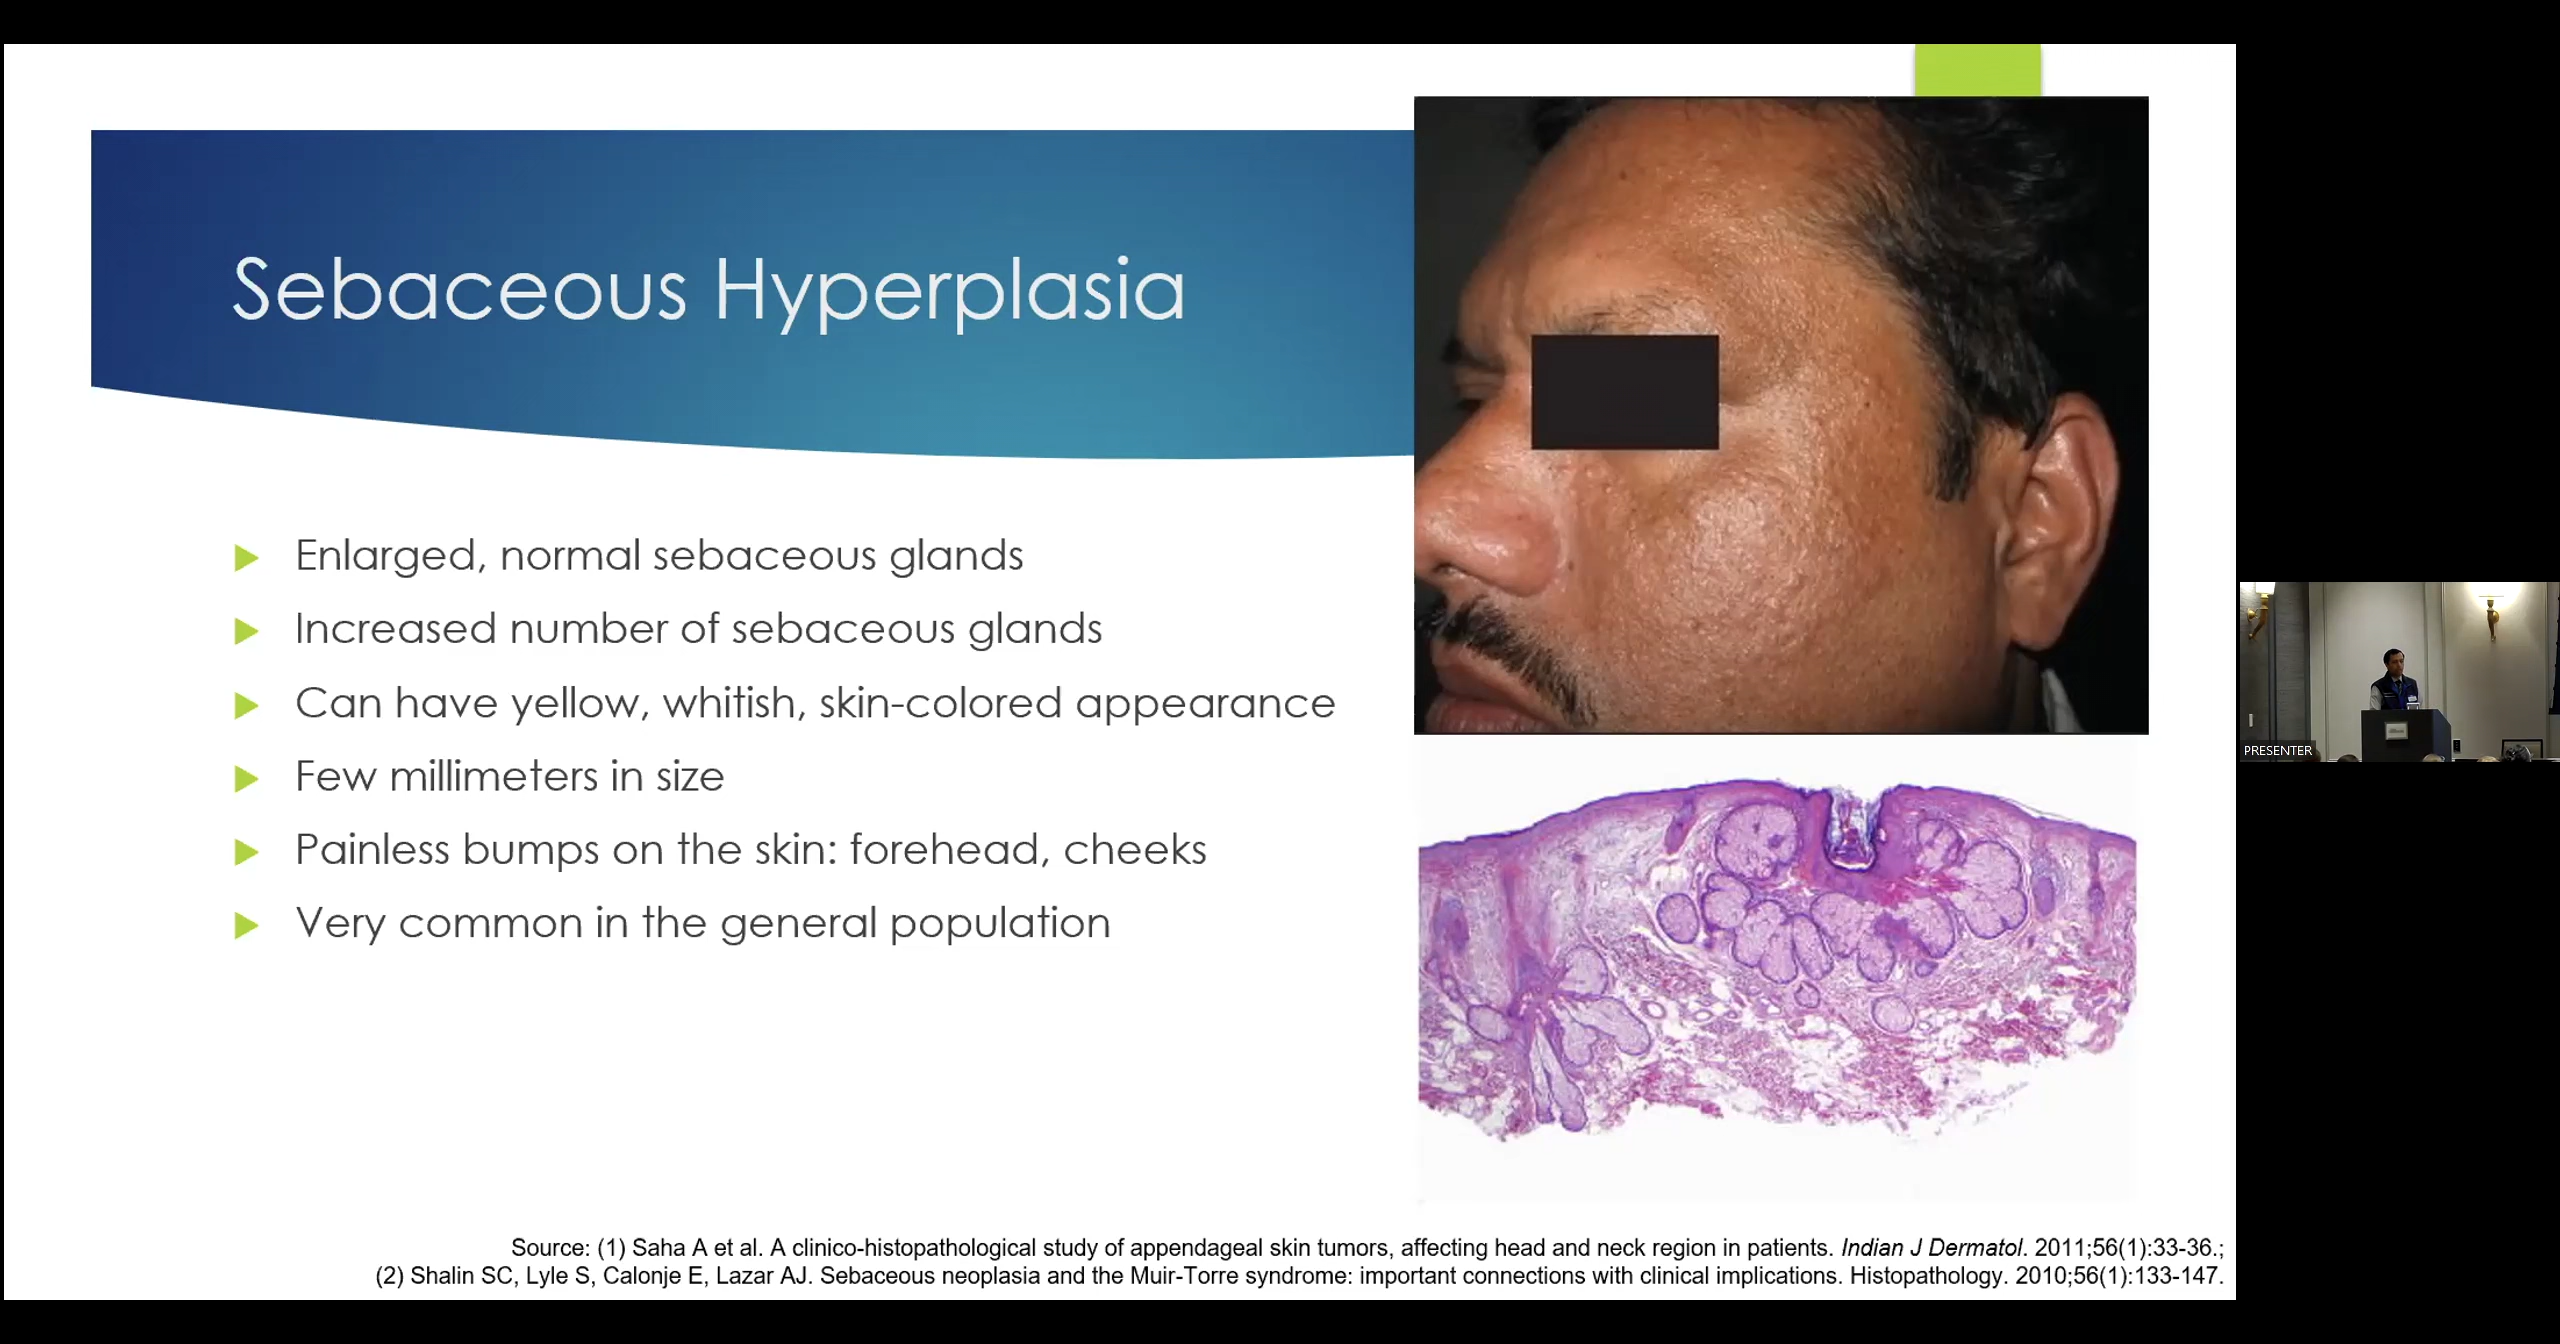 Sebaceous Hyperplasia
Enlarged, normal sebaceous glands
Increased number of sebaceous glands
Can have yellow, whitish, skin-colored appearance
Few millimeters in size
Painless bumps on the skin: forehead, cheeks
Very common in the general population
Source: (1) Saha A et al. A clinico-histopathological study of appendageal skin tumors, affecting head and neck region in patients. Indian J Dermatol. 2011;56(1):33-36.;
(2) Shalin SC, Lyle S, Calonje E, Lazar AJ. Sebaceous neoplasia and the Muir-Torre syndrome: important connections with clinical implications. Histopathology. 2010;56(1):133-147.
PRESENTER